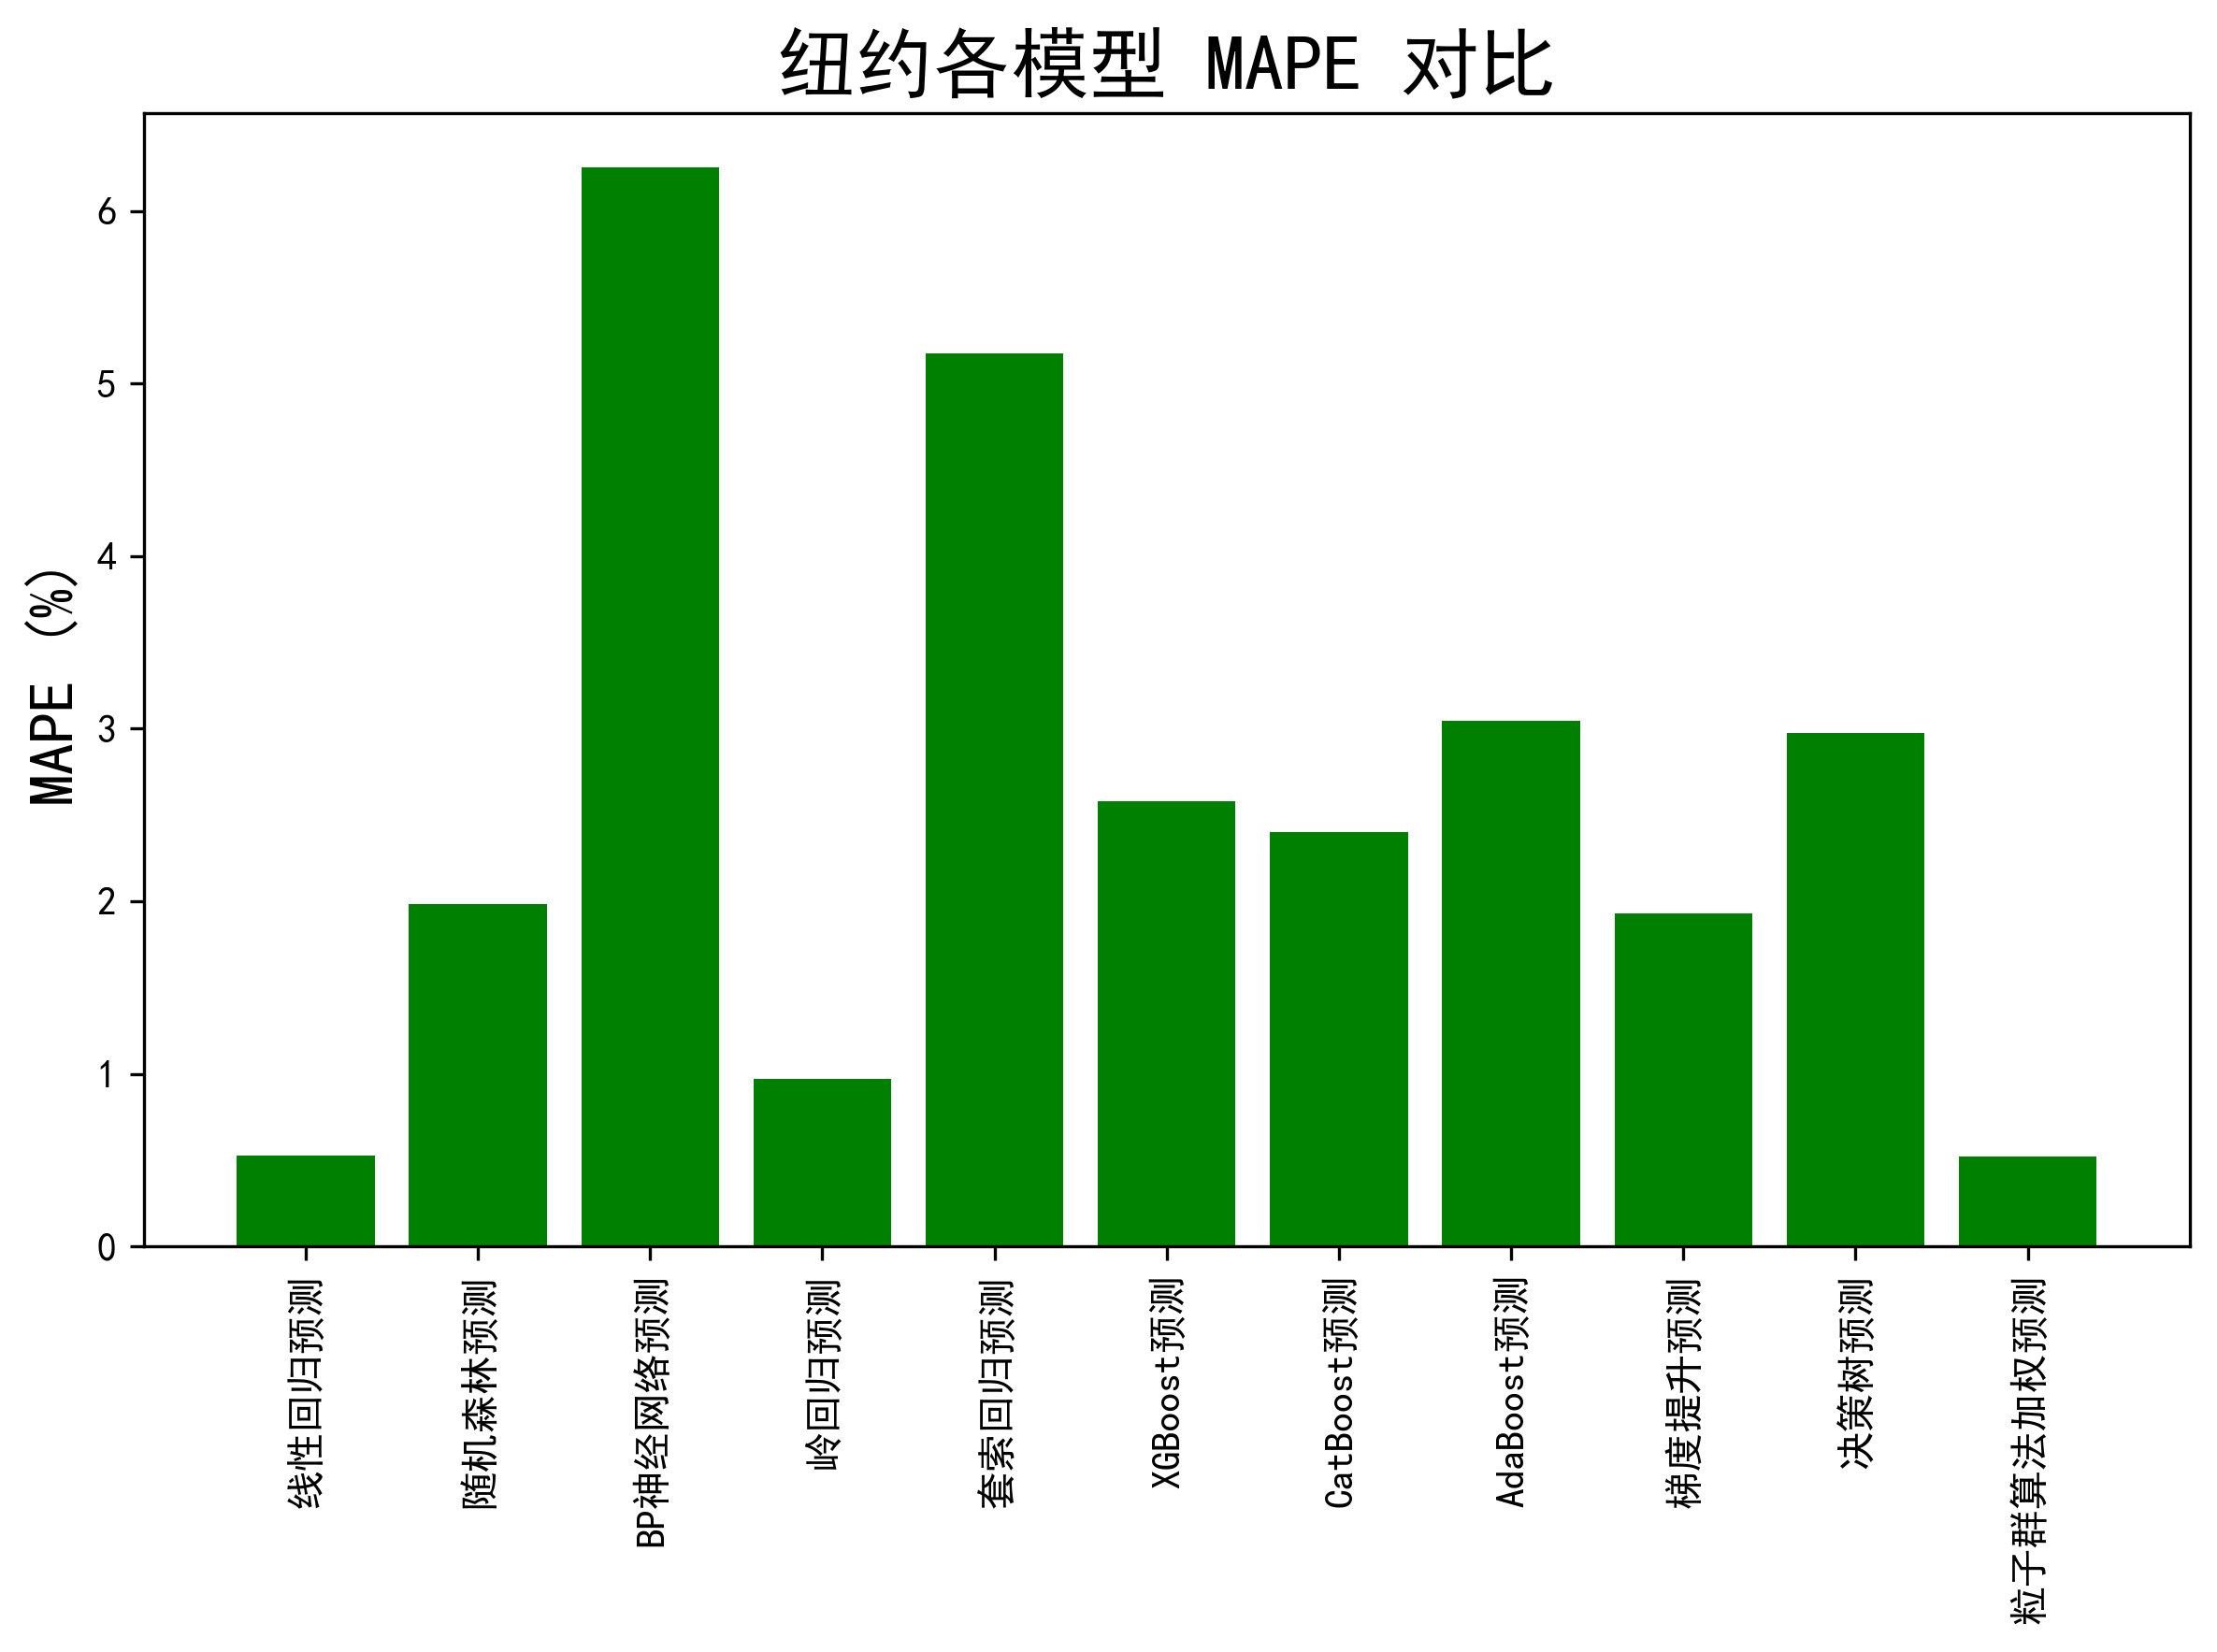 纽约各模型 MAPE 对比
MAPE (%)
6
5
4
3
2
1
0
线性回归预测
随机森林预测
BP神经网络预测
岭回归预测
套索回归预测
XGBoost预测
CatBoost预测
AdaBoost预测
梯度提升预测
决策树预测
粒子群算法加权预测